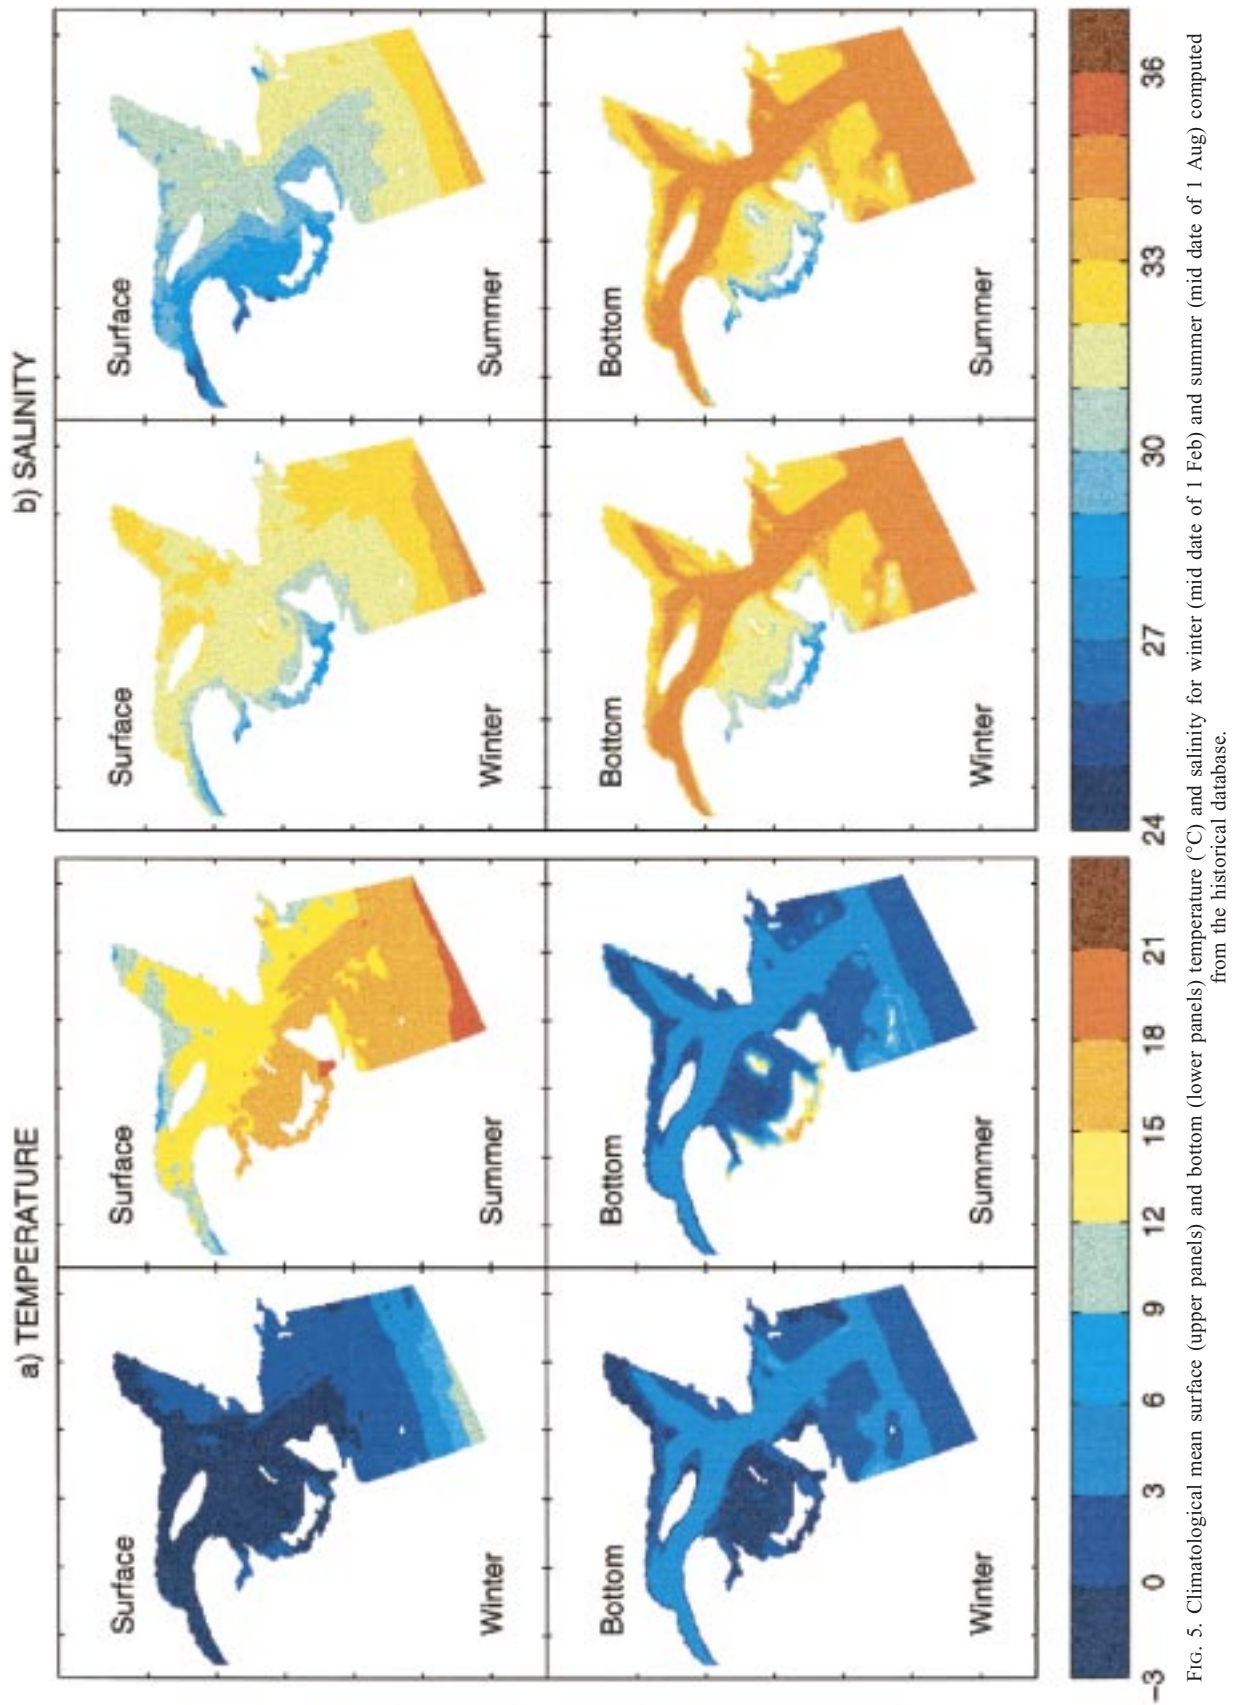 a) TEMPERATURE
b) SALINITY
Surface
Surface
Surface
Surface
Winter
Summer
Winter
Summer
Bottom
Bottom
Bottom
Bottom
Winter
Summer
Winter
Summer
−3 0 3 6 9 12 15 18 21
24 27 30 33 36
FIG. 5. Climatological mean surface (upper panels) and bottom (lower panels) temperature (°C) and salinity for winter (mid date of 1 Feb) and summer (mid date of 1 Aug) computed
from the historical database.